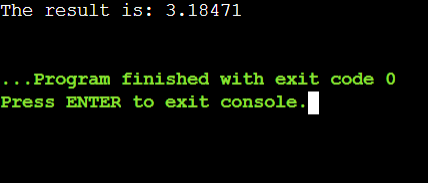 The result is: 3.18471
...Program finished with exit code 0
Press ENTER to exit console.